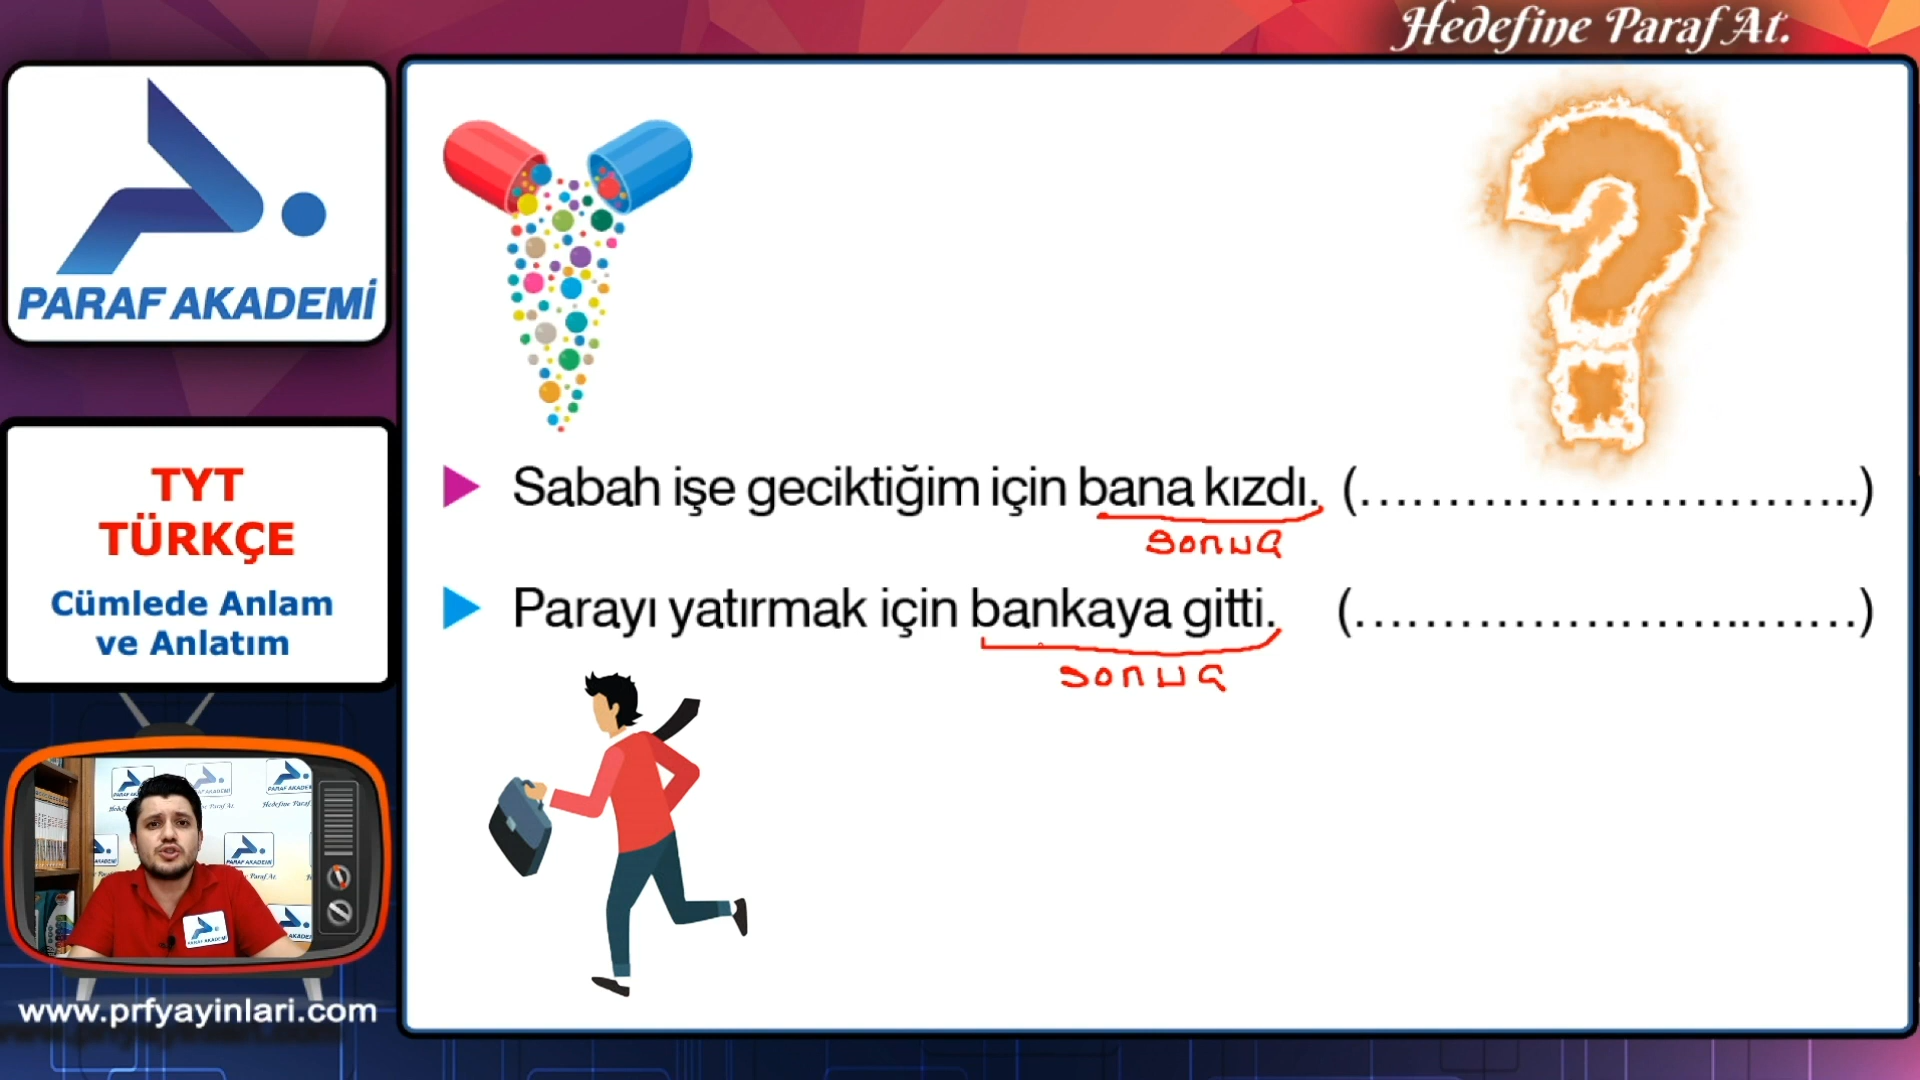 Hedefine Paraf At.
PARAF AKADEMİ
TYT
TÜRKÇE
Cümlede Anlam
ve Anlatım
Sabah işe geciktiğim için bana kızdı. (................................)
sonuç
Parayı yatırmak için bankaya gitti. (................................)
sonuç
www.prfyayinlari.com